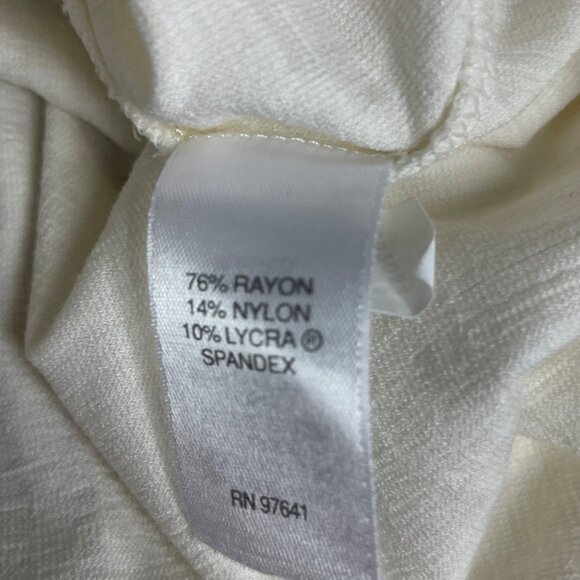 76% RAYON
14% NYLON
10% LYCRA®
SPANDEX
RN 97641